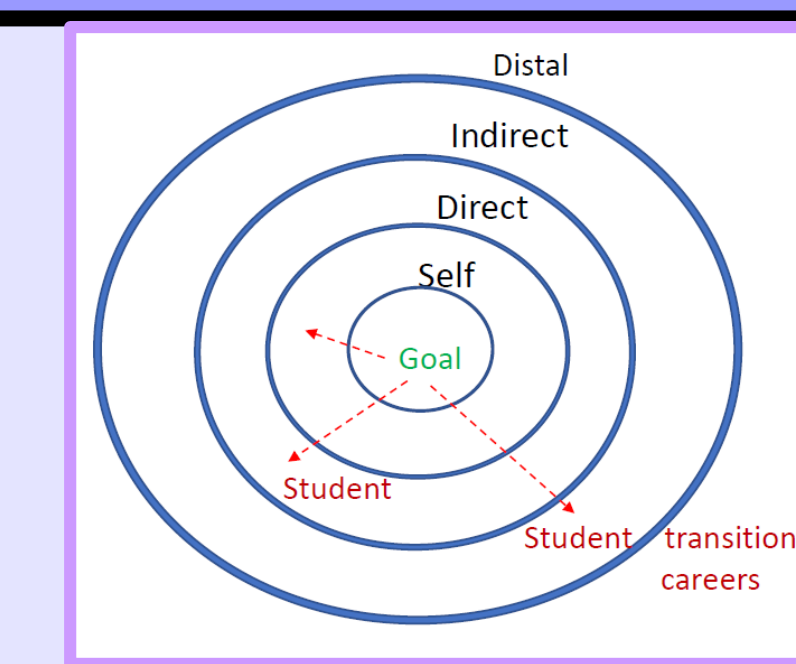 Distal
Indirect
Direct
Self
Goal
Student
Student transition
careers